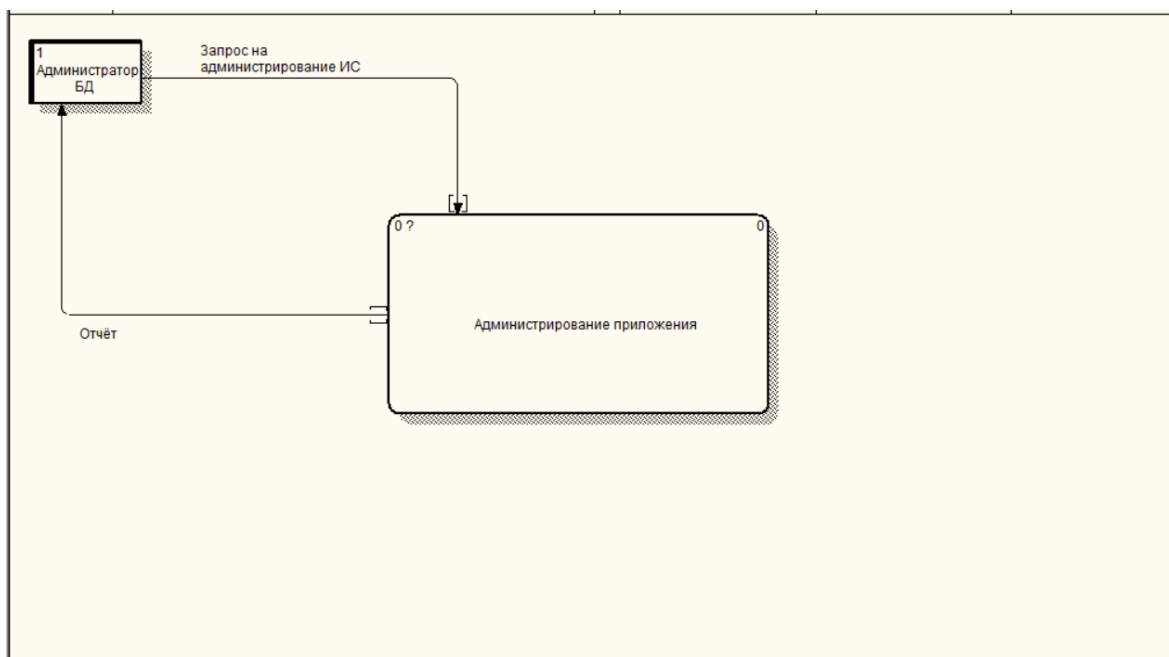 1
Администратор
БД
Запрос на
администрирование ИС
0 ?
0
Администрирование приложения
Отчёт